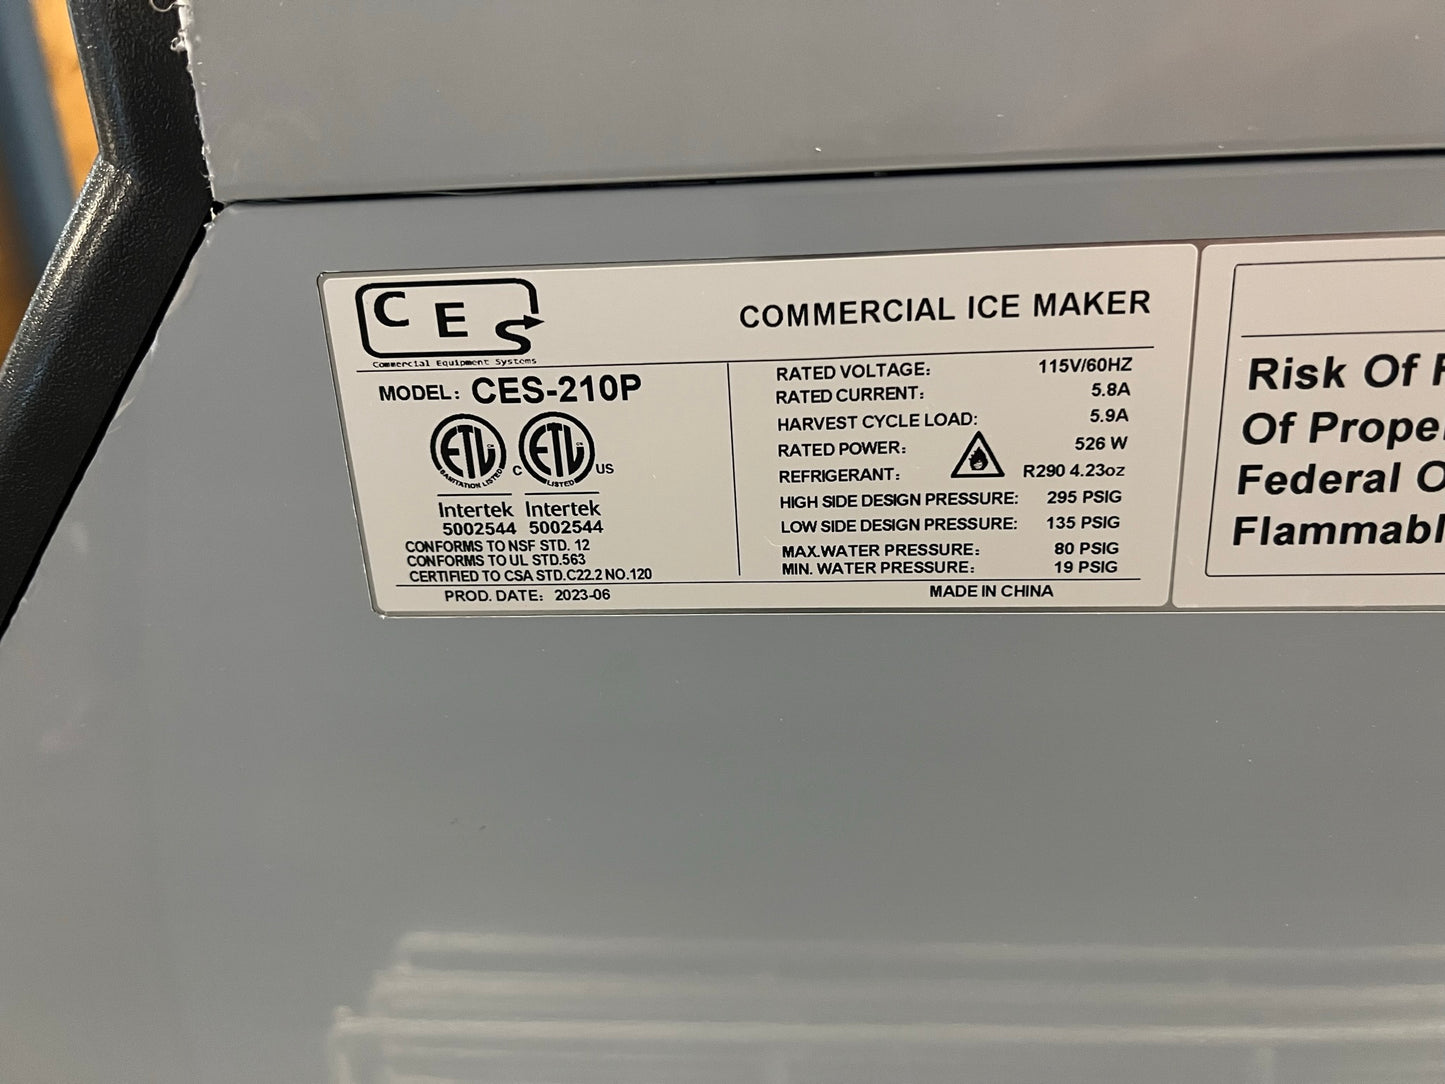 CES
Commercial Equipment Systems
COMMERCIAL ICE MAKER
MODEL: CES-210P
ETL
SANITATION LISTED
C ETL US
LISTED
Intertek Intertek
5002544 5002544
CONFORMS TO NSF STD. 12
CONFORMS TO UL STD.563
CERTIFIED TO CSA STD.C22.2 NO.120
RATED VOLTAGE: 115V/60HZ
RATED CURRENT: 5.8A
HARVEST CYCLE LOAD: 5.9A
RATED POWER: 526 W
REFRIGERANT: R290 4.23oz
HIGH SIDE DESIGN PRESSURE: 295 PSIG
LOW SIDE DESIGN PRESSURE: 135 PSIG
MAX.WATER PRESSURE: 80 PSIG
MIN. WATER PRESSURE: 19 PSIG
PROD. DATE: 2023-06
MADE IN CHINA
Risk Of
Of Prope
Federal O
Flammabl